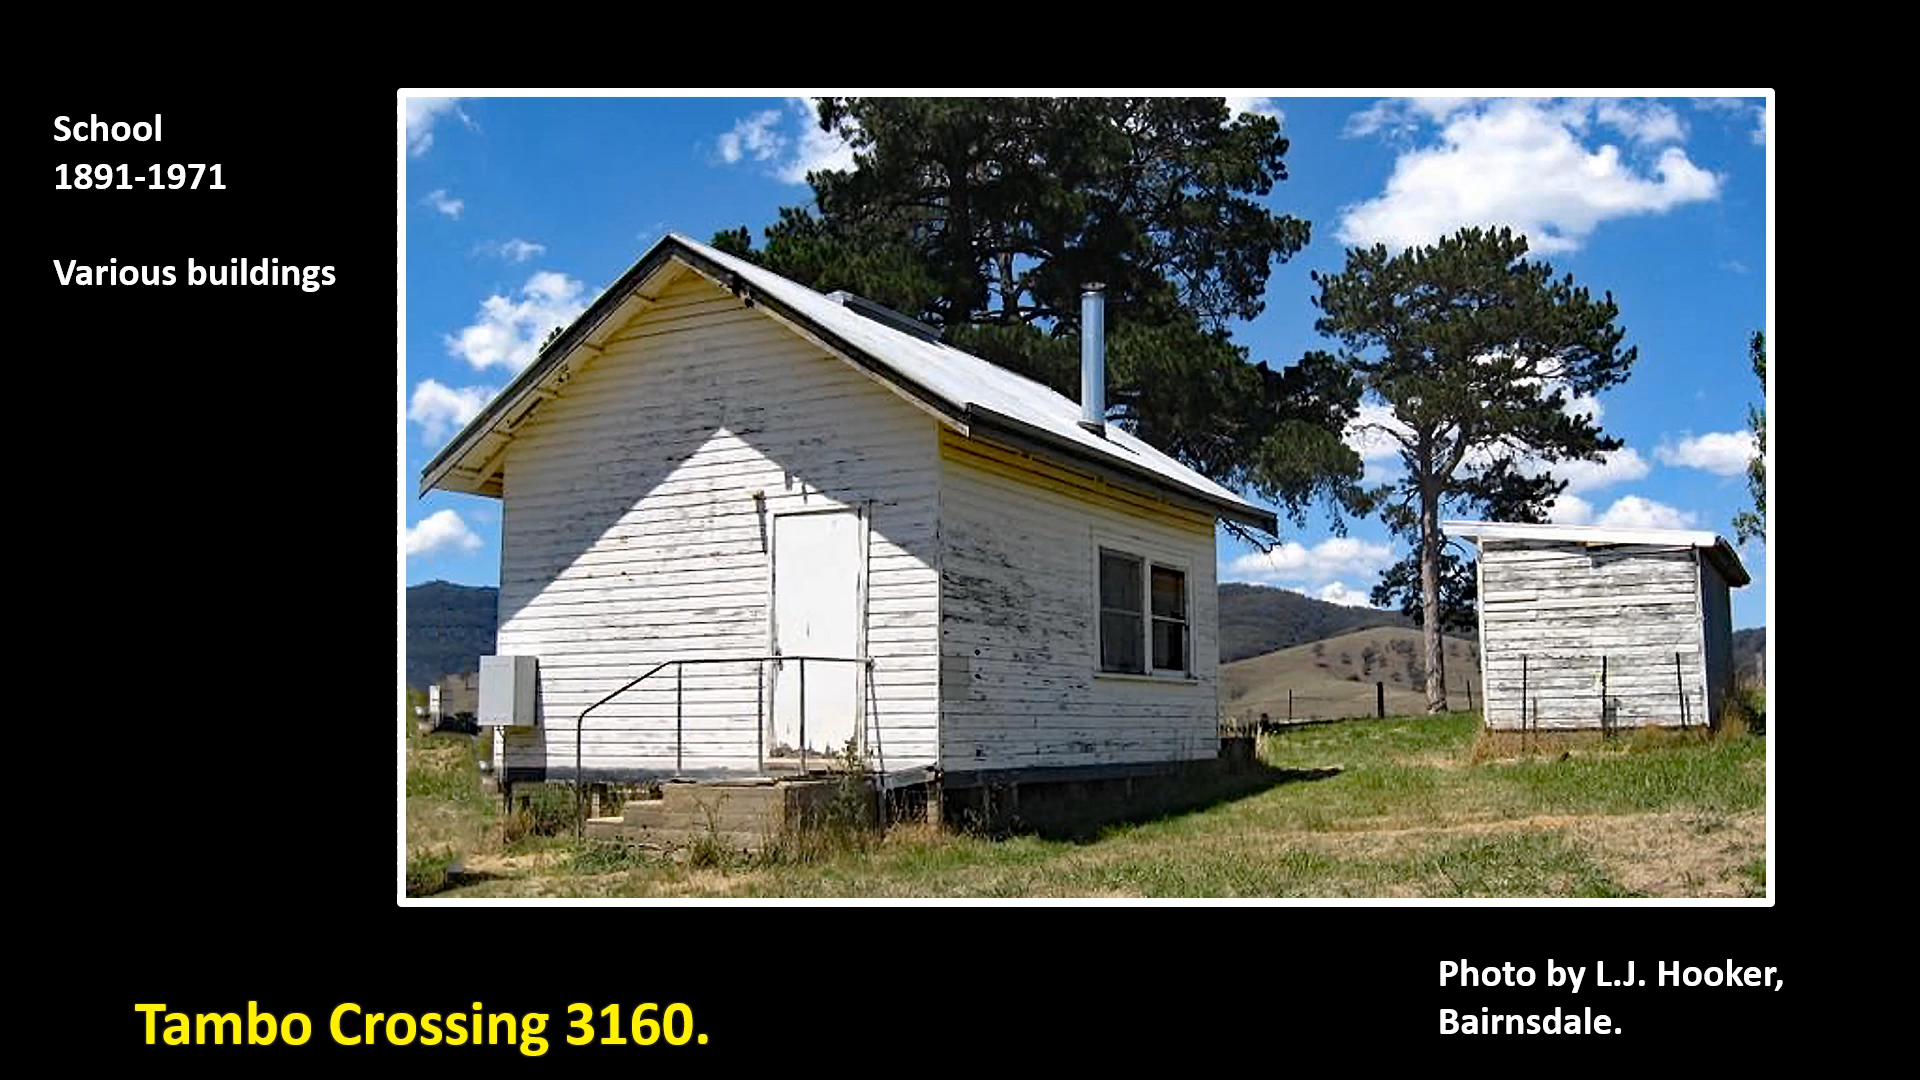 School
1891-1971
Various buildings
Tambo Crossing 3160.
Photo by L.J. Hooker,
Bairnsdale.